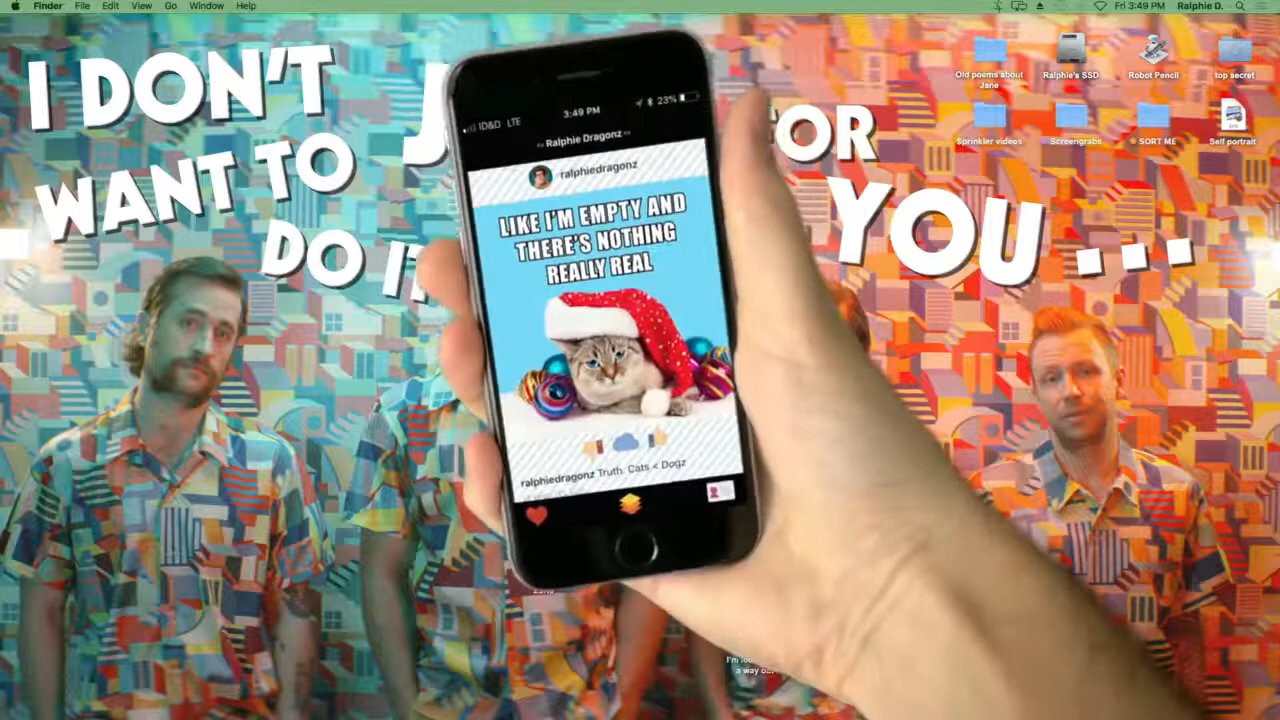 Finder File Edit View Go Window Help
Fri 3:49 PM Ralphie D.
I DON'T
WANT TO
DO IT
OR
YOU ...
Old poems about
Jane
Ralphie's SSD
Robot Pencil
top secret
Sprinkler videos
Screengrabs
SORT ME
Self portrait
ID&D LTE
3:49 PM
23%
<< Ralphie Dragonz >>
ralphiedragonz
LIKE I'M EMPTY AND
THERE'S NOTHING
REALLY REAL
ralphiedragonz Truth. Cats < Dogz
a way